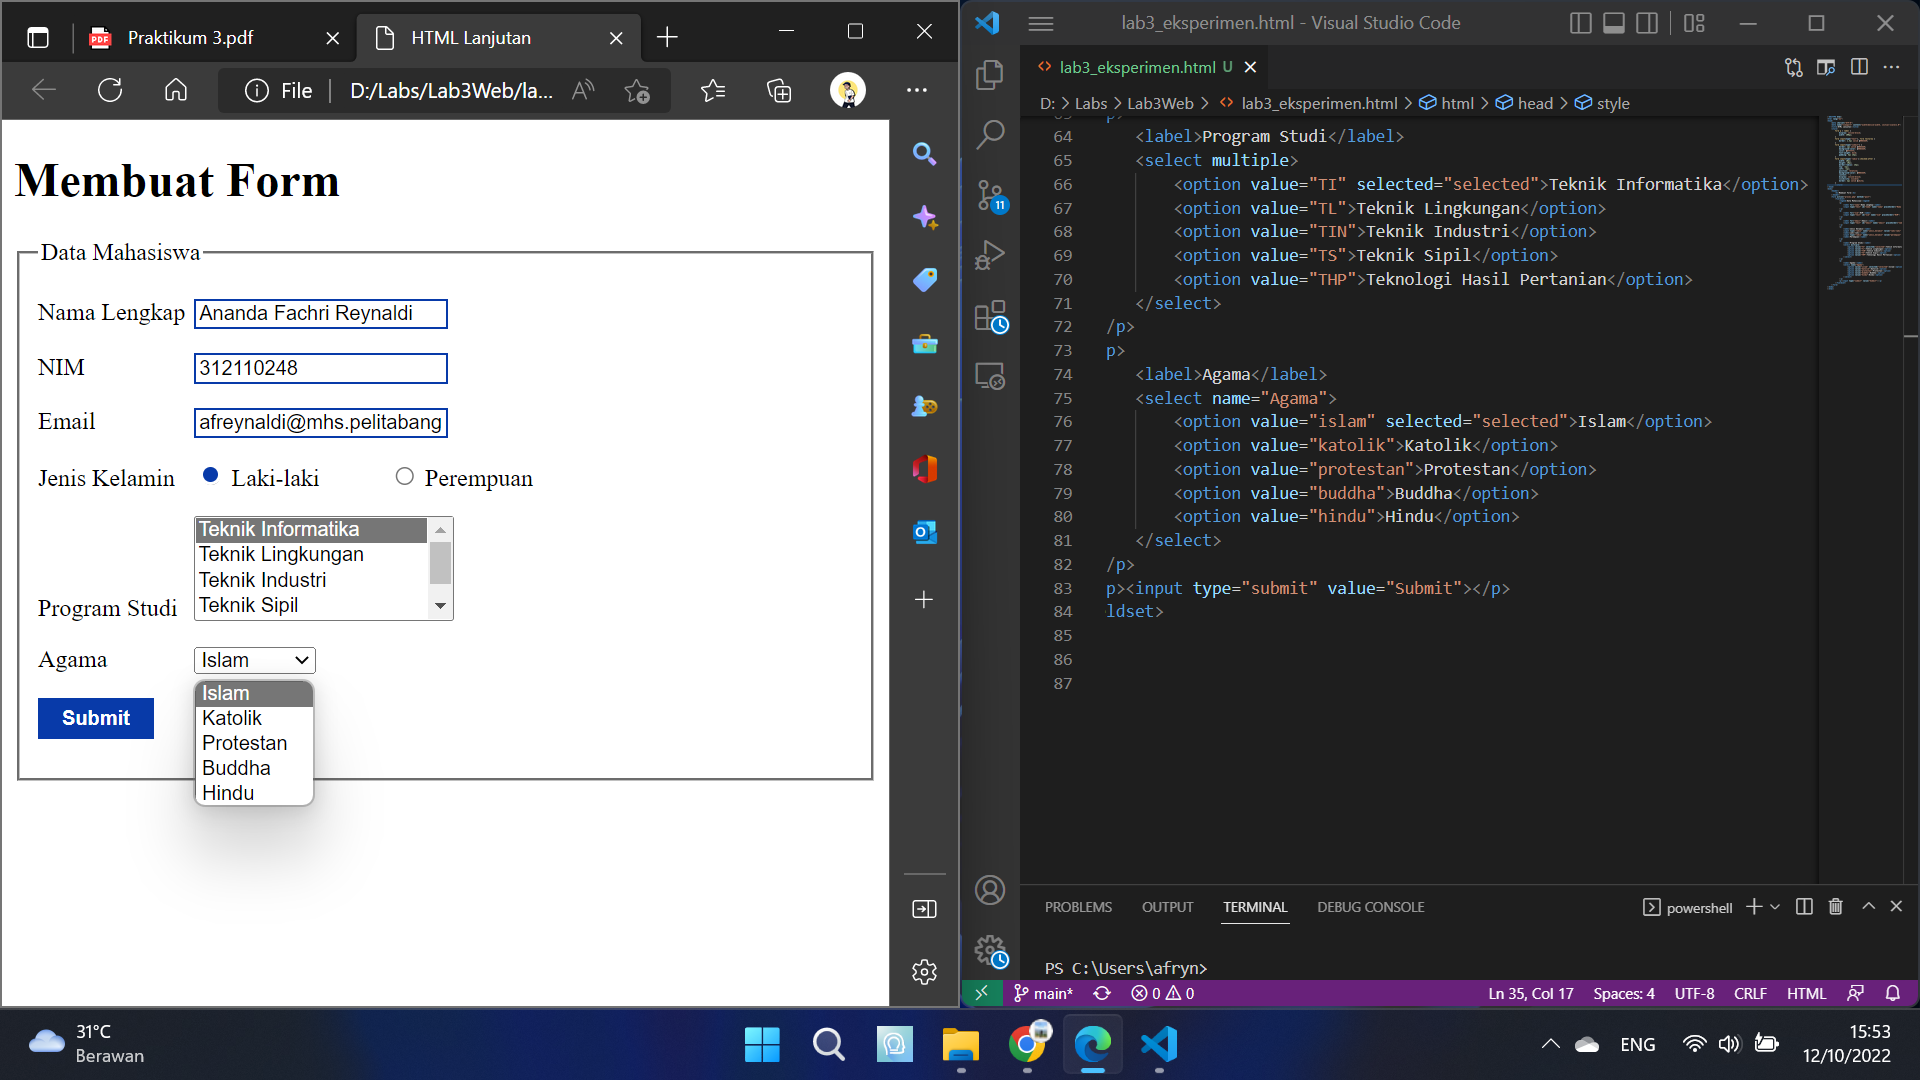 Praktikum 3.pdf
HTML Lanjutan
File
D:/Labs/Lab3Web/la...
Membuat Form
Data Mahasiswa
Nama Lengkap
Ananda Fachri Reynaldi
NIM
312110248
Email
afreynaldi@mhs.pelitabang
Jenis Kelamin
Laki-laki
Perempuan
Program Studi
Teknik Informatika
Teknik Lingkungan
Teknik Industri
Teknik Sipil
Agama
Islam
Islam
Katolik
Protestan
Buddha
Hindu
Submit
lab3_eksperimen.html - Visual Studio Code
lab3_eksperimen.html U
D: > Labs > Lab3Web > lab3_eksperimen.html > html > head > style
11
64 <label>Program Studi</label>
65 <select multiple>
66 <option value="TI" selected="selected">Teknik Informatika</option>
67 <option value="TL">Teknik Lingkungan</option>
68 <option value="TIN">Teknik Industri</option>
69 <option value="TS">Teknik Sipil</option>
70 <option value="THP">Teknologi Hasil Pertanian</option>
71 </select>
72 /p>
73 p>
74 <label>Agama</label>
75 <select name="Agama">
76 <option value="islam" selected="selected">Islam</option>
77 <option value="katolik">Katolik</option>
78 <option value="protestan">Protestan</option>
79 <option value="buddha">Buddha</option>
80 <option value="hindu">Hindu</option>
81 </select>
82 /p>
83 p><input type="submit" value="Submit"></p>
84 ldset>
85
86
87
PROBLEMS OUTPUT TERMINAL DEBUG CONSOLE
powershell
PS C:\Users\afryn>
main* 0 0
Ln 35, Col 17 Spaces: 4 UTF-8 CRLF HTML
31°C
Berawan
ENG
15:53
12/10/2022